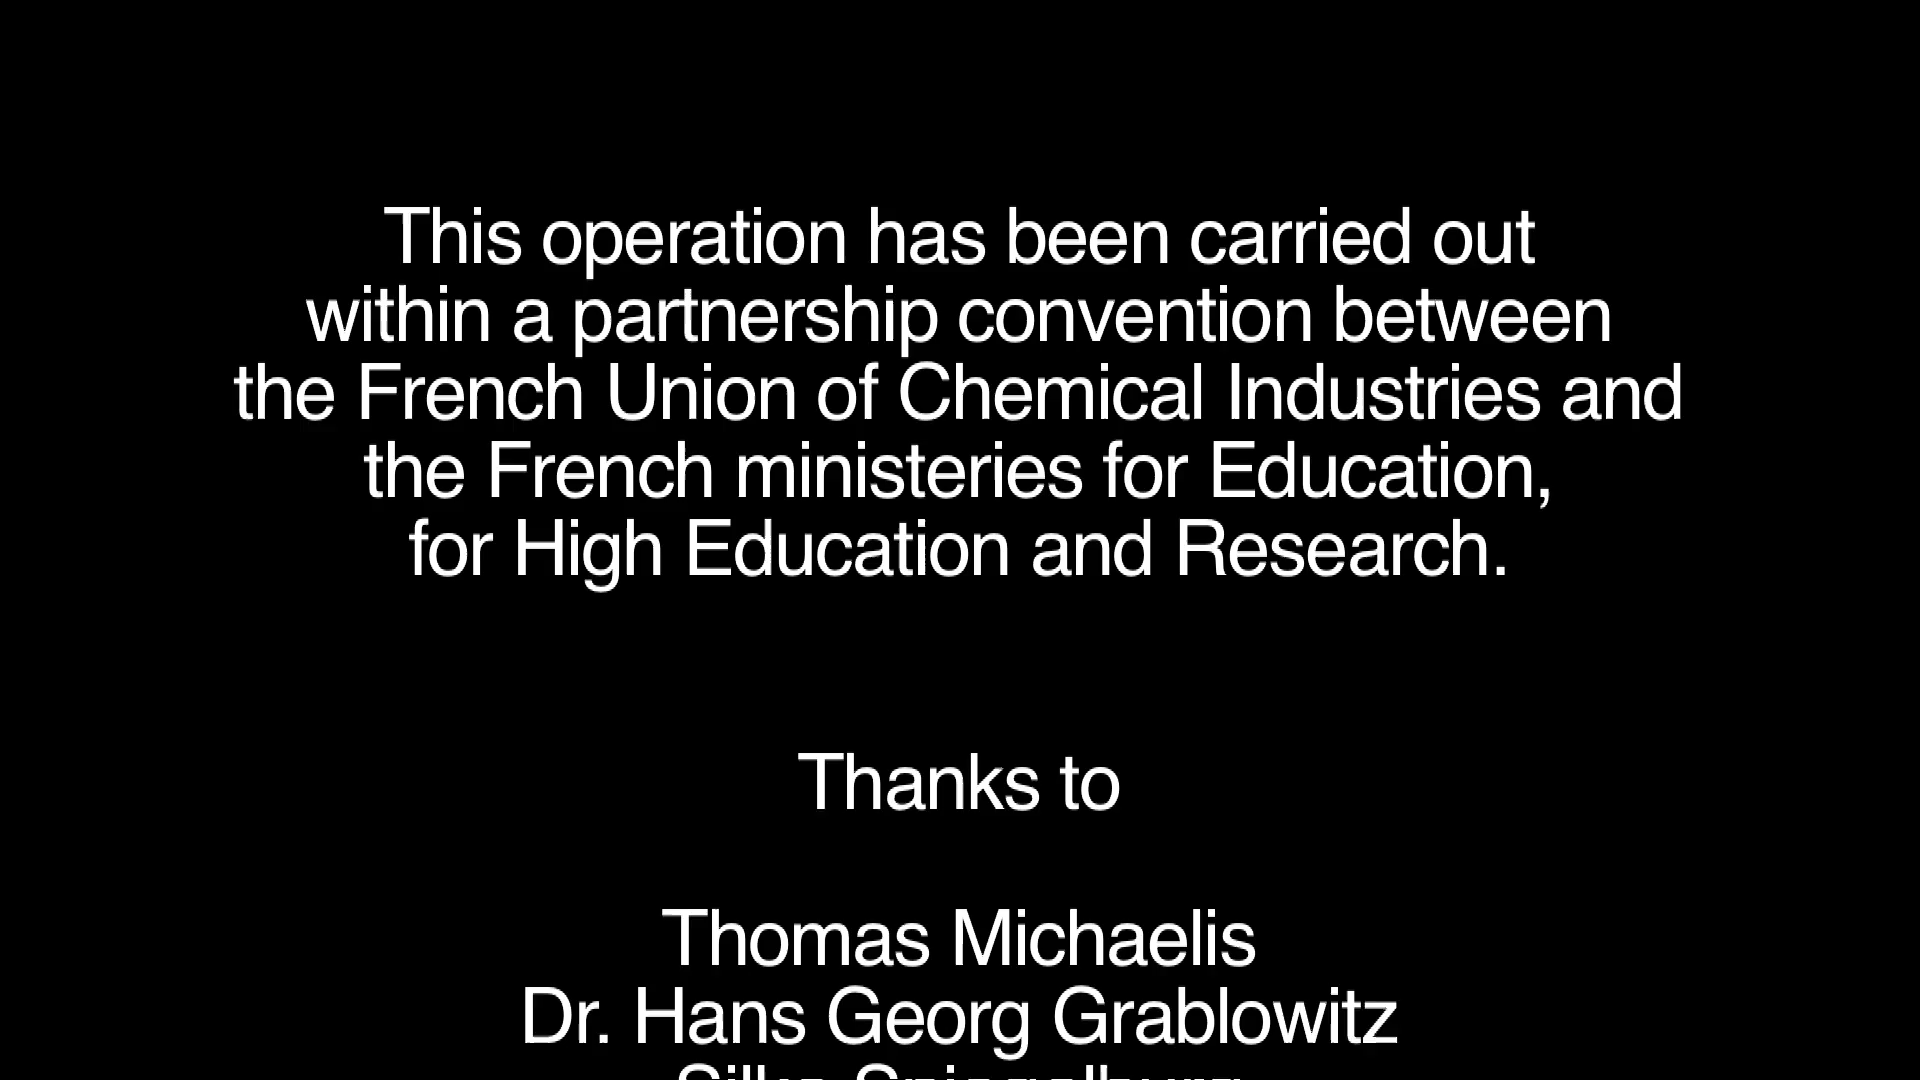 This operation has been carried out
within a partnership convention between
the French Union of Chemical Industries and
the French ministeries for Education,
for High Education and Research.
Thanks to
Thomas Michaelis
Dr. Hans Georg Grablowitz